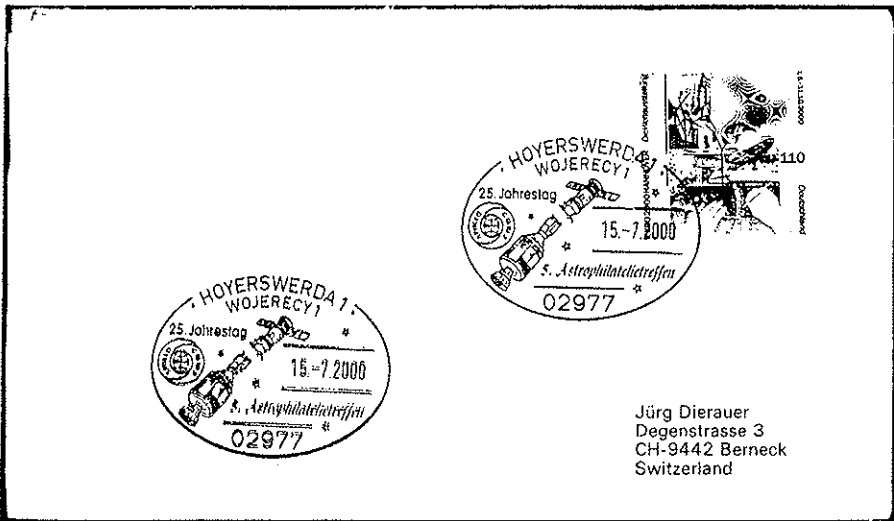 110
Deutschland
HOYERSWERDA 1
WOJERECY 1
25. Jahrestag
15.-7.2000
5. Astrophilatelietreffen
02977
HOYERSWERDA 1
WOJERECY 1
25. Jahrestag
15.-7.2000
5. Astrophilatelietreffen
02977
Jürg Dierauer
Degenstrasse 3
CH-9442 Berneck
Switzerland